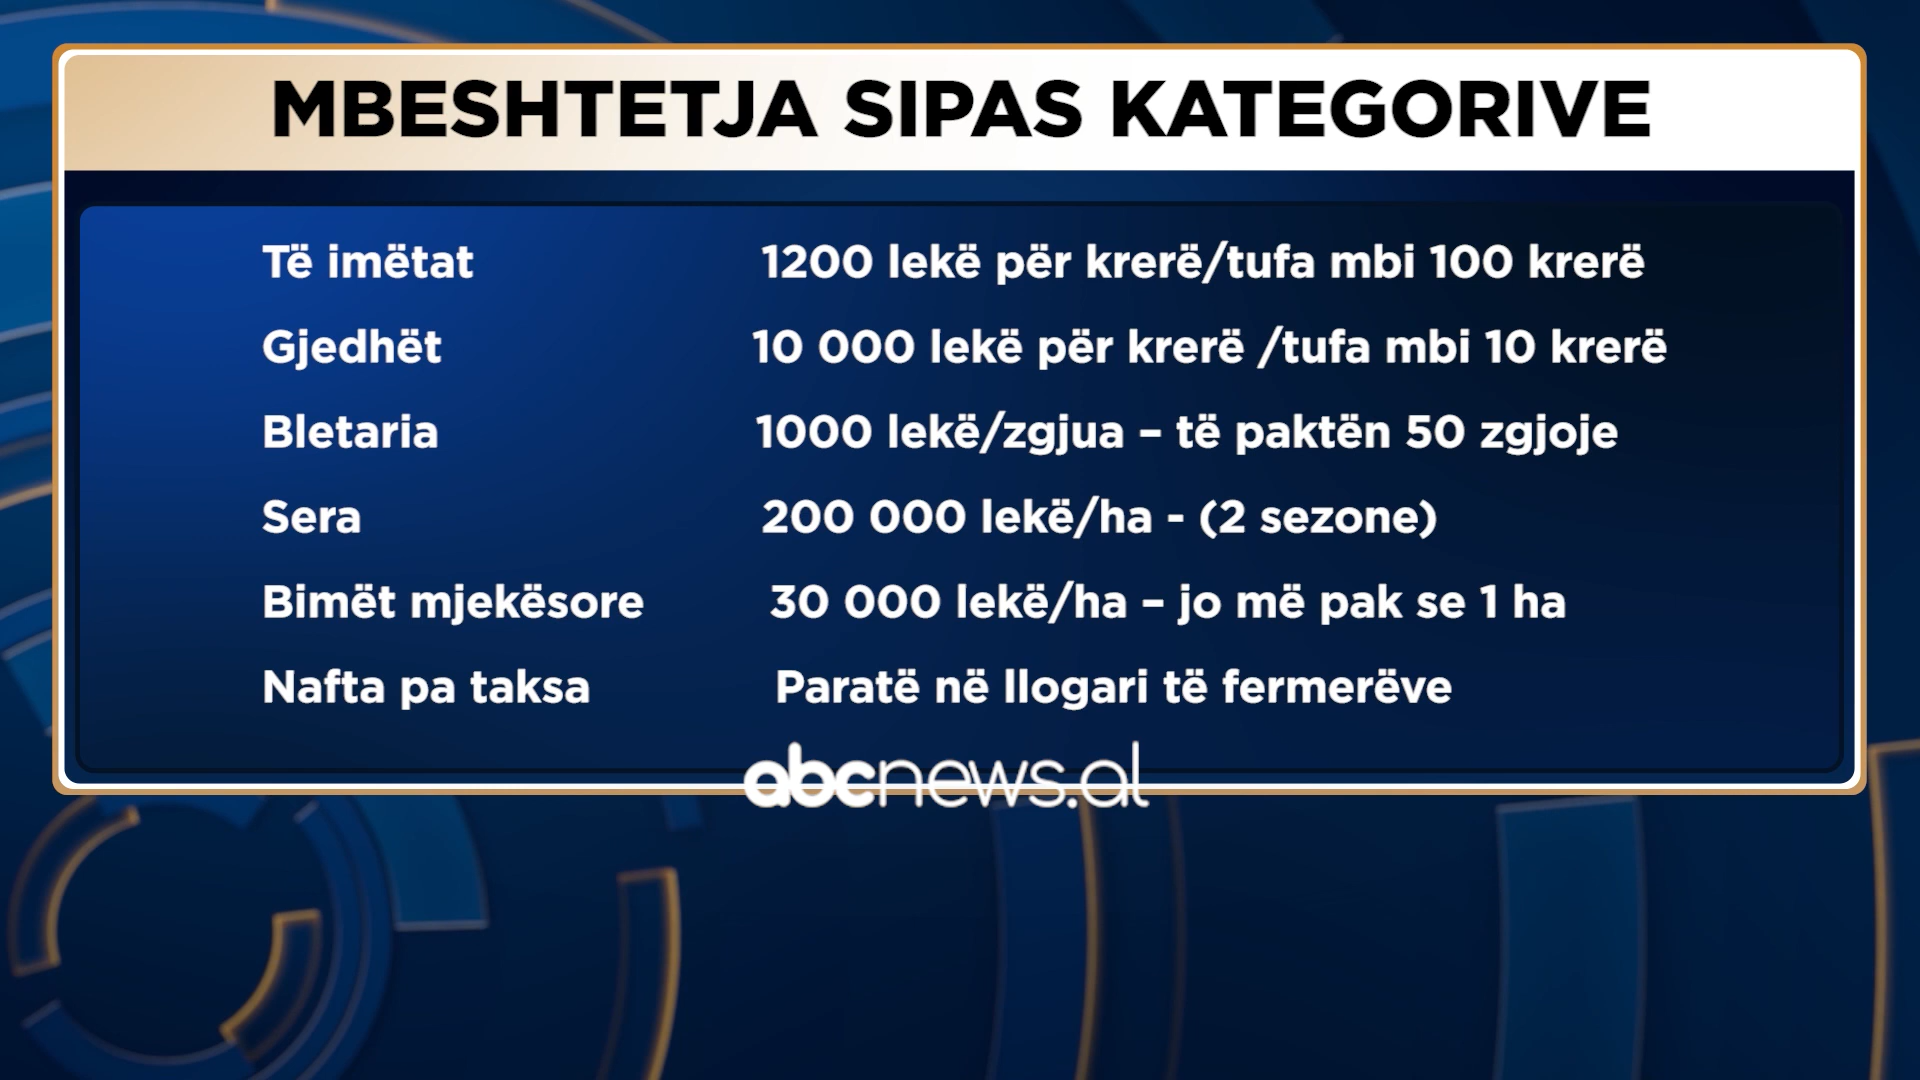 MBESHTETJA SIPAS KATEGORIVE
Të imëtat 1200 lekë për krerë/tufa mbi 100 krerë
Gjedhët 10 000 lekë për krerë /tufa mbi 10 krerë
Bletaria 1000 lekë/zgjua – të paktën 50 zgjoje
Sera 200 000 lekë/ha - (2 sezone)
Bimët mjekësore 30 000 lekë/ha – jo më pak se 1 ha
Nafta pa taksa Paratë në llogari të fermerëve
abcnews.al